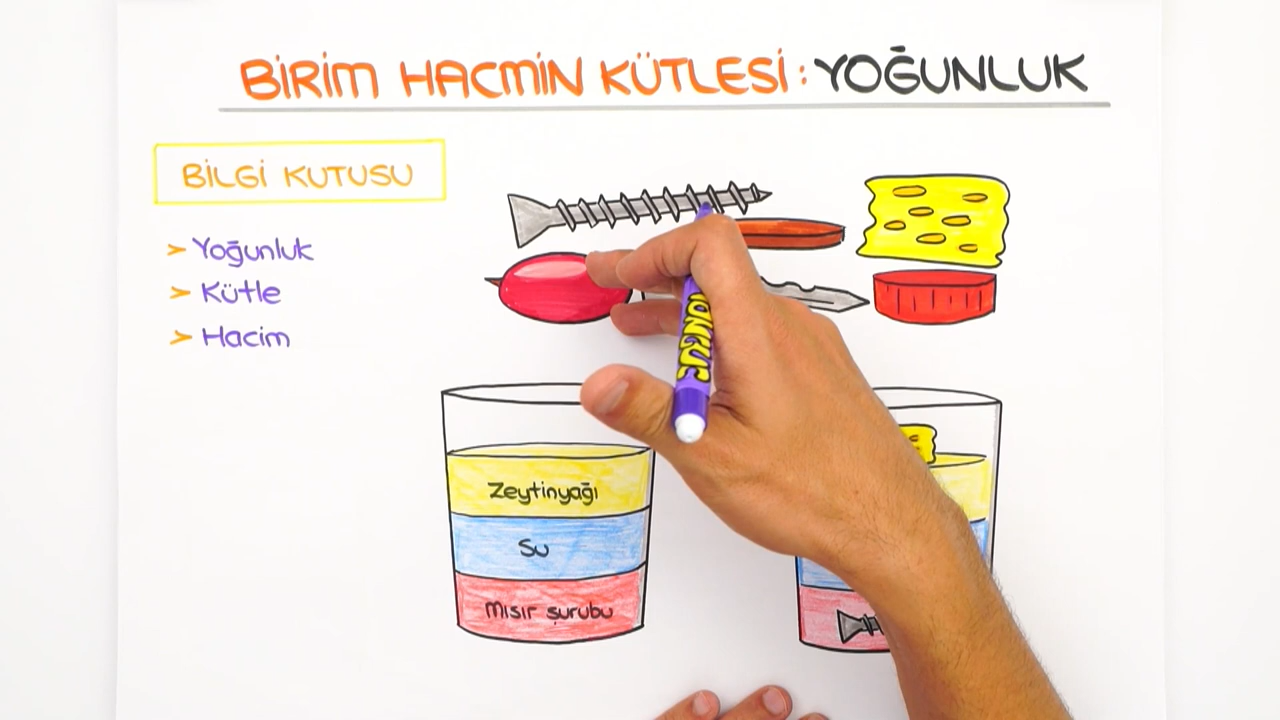 BİRİM HACMİN KÜTLESİ: YOĞUNLUK
BİLGİ KUTUSU
➤ Yoğunluk
➤ Kütle
➤ Hacim
Zeytinyağı
Su
Mısır şurubu